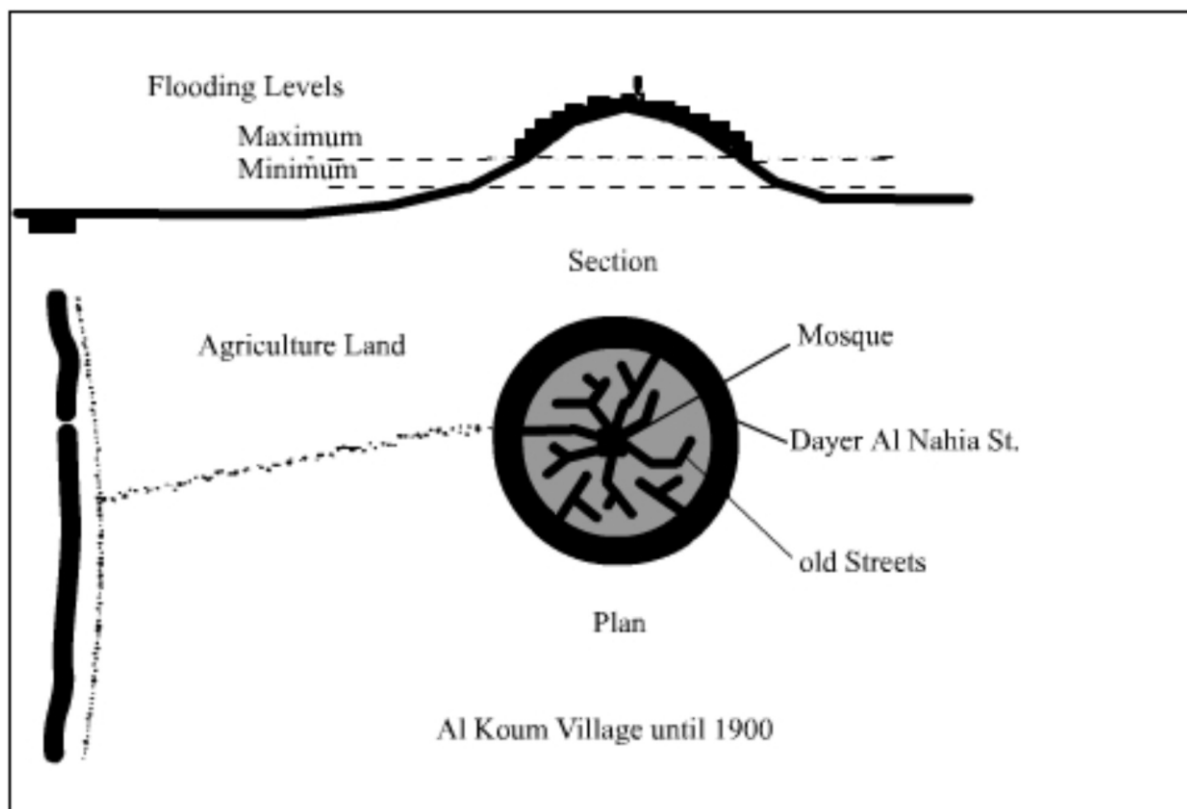 Flooding Levels
Maximum
Minimum
Section
Agriculture Land
Mosque
Dayer Al Nahia St.
old Streets
Plan
Al Koum Village until 1900